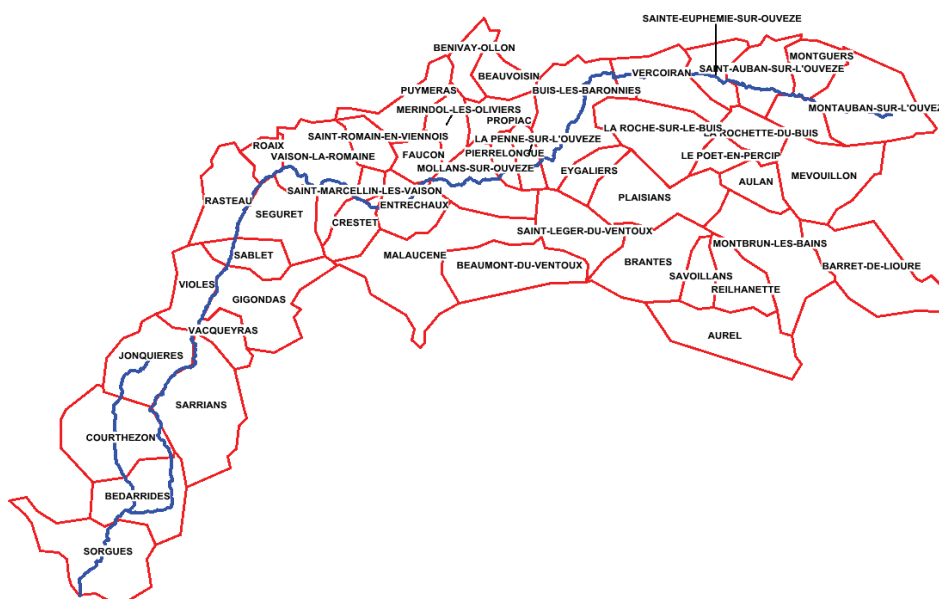 SAINTE-EUPHEMIE-SUR-OUVEZE
BENIVAY-OLLON
MONTGUERS
BEAUVOISIN
VERCOIRAN
SAINT-AUBAN-SUR-L'OUVEZE
PUYMERAS
BUIS-LES-BARONNIES
MERINDOL-LES-OLIVIERS
MONTAUBAN-SUR-L'OUVEZ
PROPIAC
SAINT-ROMAIN-EN-VIENNOIS
LA PENNE-SUR-L'OUVEZE
LA ROCHE-SUR-LE-BUIS
LA ROCHETTE-DU-BUIS
ROAIX
VAISON-LA-ROMAINE
FAUCON
PIERRELONGUE
LE POET-EN-PERCIP
MOLLANS-SUR-OUVEZE
EYGALIERS
MEVOUILLON
AULAN
SAINT-MARCELLIN-LES-VAISON
PLAISIANS
RASTEAU
ENTRECHAUX
SEGURET
CRESTET
SAINT-LEGER-DU-VENTOUX
MONTBRUN-LES-BAINS
SABLET
MALAUCENE
BRANTES
BEAUMONT-DU-VENTOUX
BARRET-DE-LIOURE
SAVOILLANS
VIOLES
REILHANETTE
GIGONDAS
VACQUEYRAS
AUREL
JONQUIERES
SARRIANS
COURTHEZON
BEDARRIDES
SORGUES